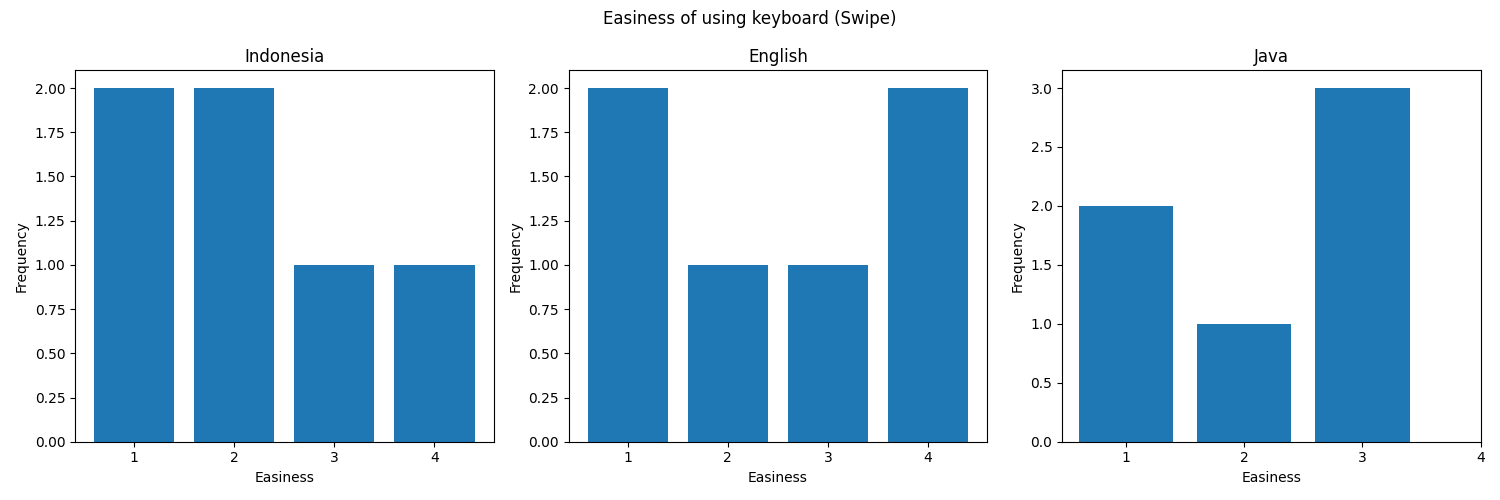 Easiness of using keyboard (Swipe)
Indonesia
2.00
1.75
1.50
1.25
1.00
0.75
0.50
0.25
0.00
Frequency
1 2 3 4
Easiness
English
2.00
1.75
1.50
1.25
1.00
0.75
0.50
0.25
0.00
Frequency
1 2 3 4
Easiness
Java
3.0
2.5
2.0
1.5
1.0
0.5
0.0
Frequency
1 2 3 4
Easiness